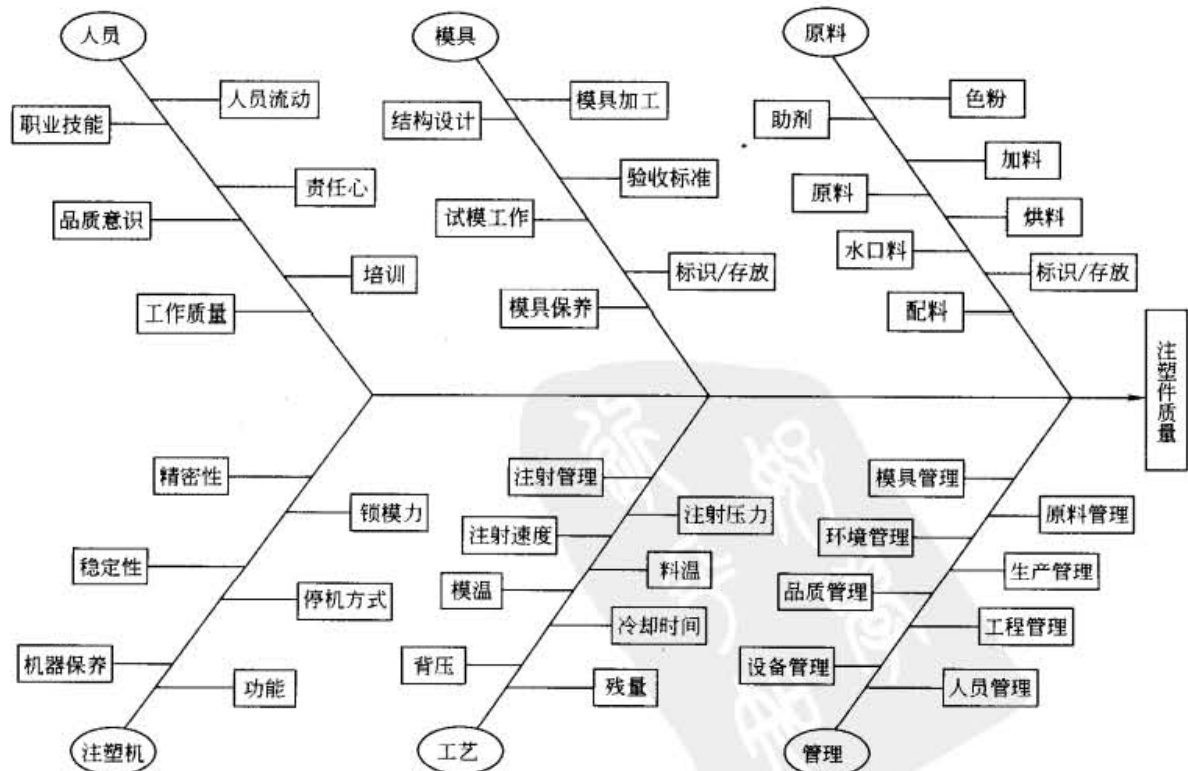 人员
模具
原料
人员流动
职业技能
责任心
品质意识
培训
工作质量
模具加工
结构设计
验收标准
试模工作
标识/存放
模具保养
色粉
助剂
加料
原料
烘料
水口料
标识/存放
配料
注塑件质量
精密性
锁模力
稳定性
停机方式
机器保养
功能
注塑机
注射管理
注射压力
注射速度
料温
模温
冷却时间
背压
残量
工艺
模具管理
原料管理
环境管理
生产管理
品质管理
工程管理
设备管理
人员管理
管理